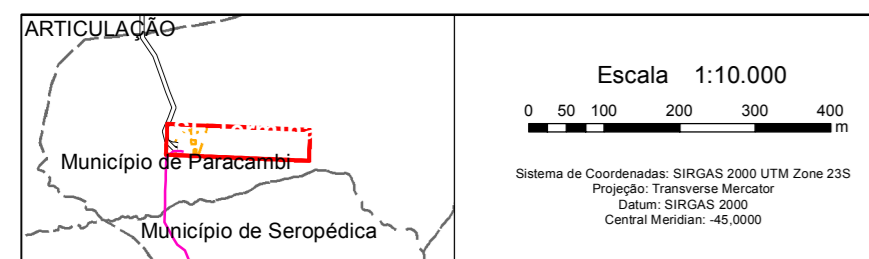 ARTICULAÇÃO
Município de Paracambi
Município de Seropédica
Escala 1:10.000
0 50 100 200 300 400
m
Sistema de Coordenadas: SIRGAS 2000 UTM Zone 23S
Projeção: Transverse Mercator
Datum: SIRGAS 2000
Central Meridian: -45,0000